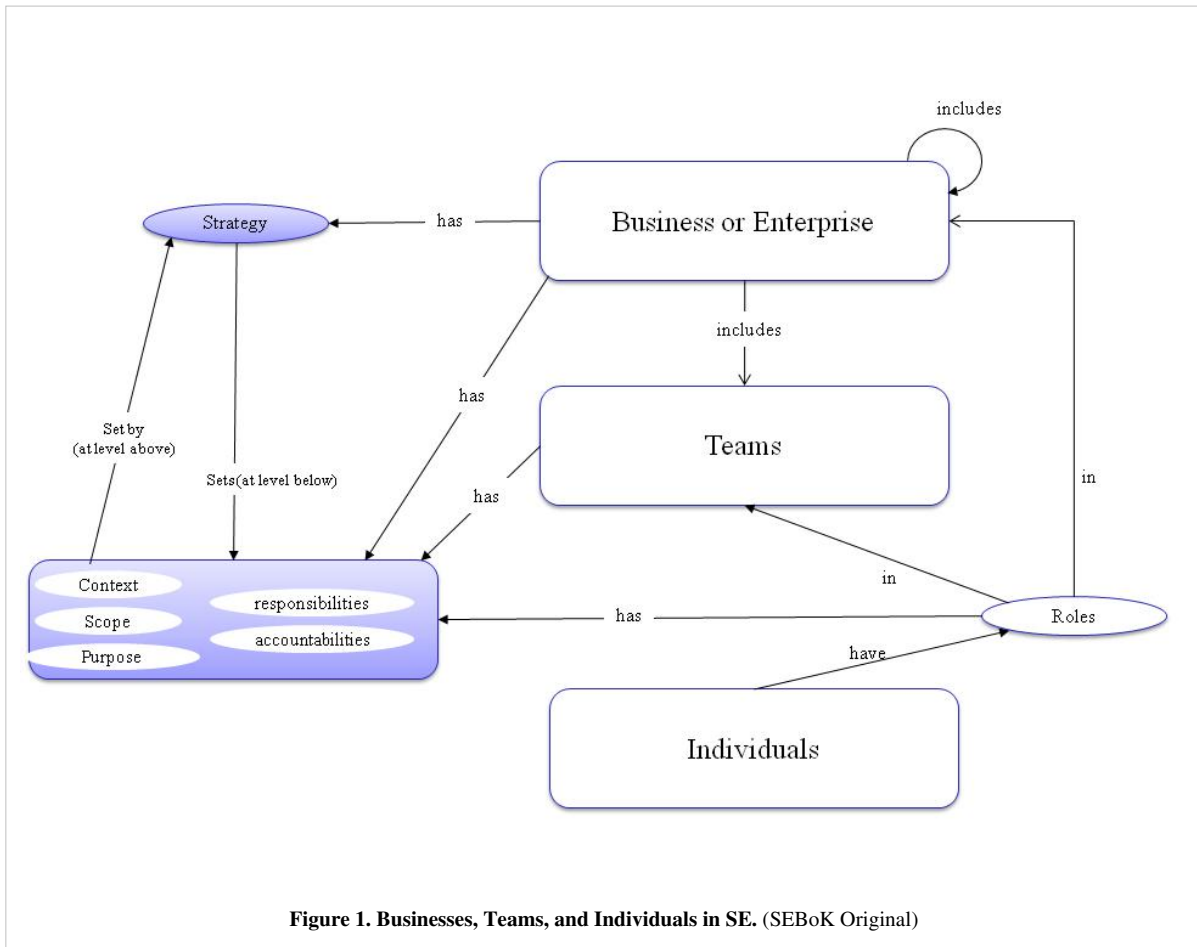 includes
Business or Enterprise
Strategy
has
includes
has
Teams
Set by
(at level above)
Sets(at level below)
has
in
in
Context
Scope
Purpose
responsibilities
accountabilities
has
Roles
have
Individuals
Figure 1. Businesses, Teams, and Individuals in SE. (SEBoK Original)